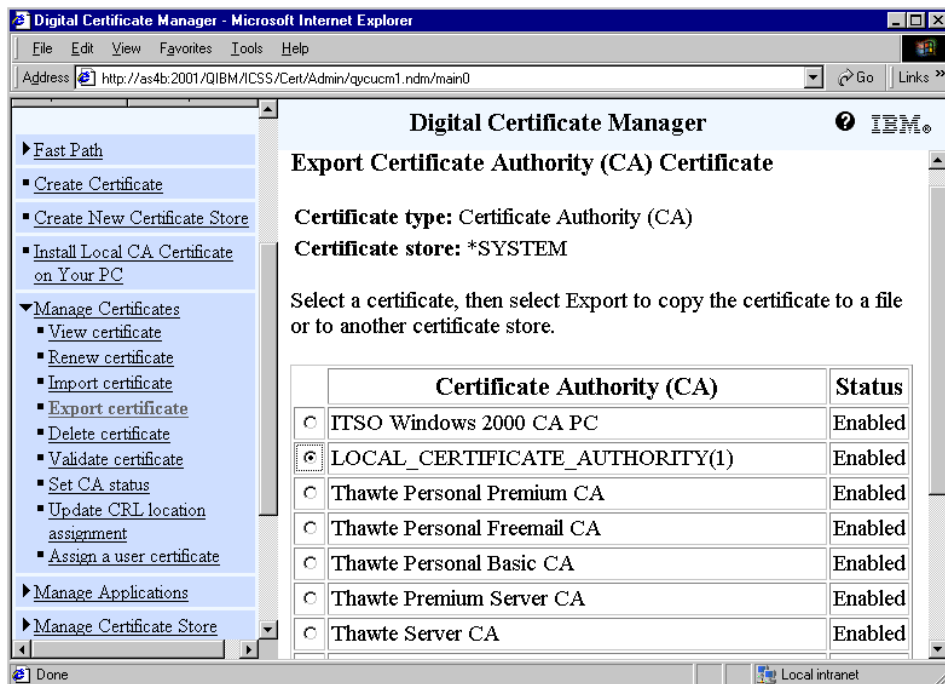 Digital Certificate Manager - Microsoft Internet Explorer
File Edit View Favorites Tools Help
Address http://as4b:2001/QIBM/ICSS/Cert/Admin/qycucm1.ndm/main0 Go Links »
Fast Path
Create Certificate
Create New Certificate Store
Install Local CA Certificate
on Your PC
Manage Certificates
View certificate
Renew certificate
Import certificate
Export certificate
Delete certificate
Validate certificate
Set CA status
Update CRL location
assignment
Assign a user certificate
Manage Applications
Manage Certificate Store
Digital Certificate Manager ? IBM®
Export Certificate Authority (CA) Certificate
Certificate type: Certificate Authority (CA)
Certificate store: *SYSTEM
Select a certificate, then select Export to copy the certificate to a file
or to another certificate store.
Certificate Authority (CA) Status
ITSO Windows 2000 CA PC Enabled
LOCAL_CERTIFICATE_AUTHORITY(1) Enabled
Thawte Personal Premium CA Enabled
Thawte Personal Freemail CA Enabled
Thawte Personal Basic CA Enabled
Thawte Premium Server CA Enabled
Thawte Server CA Enabled
Done Local intranet